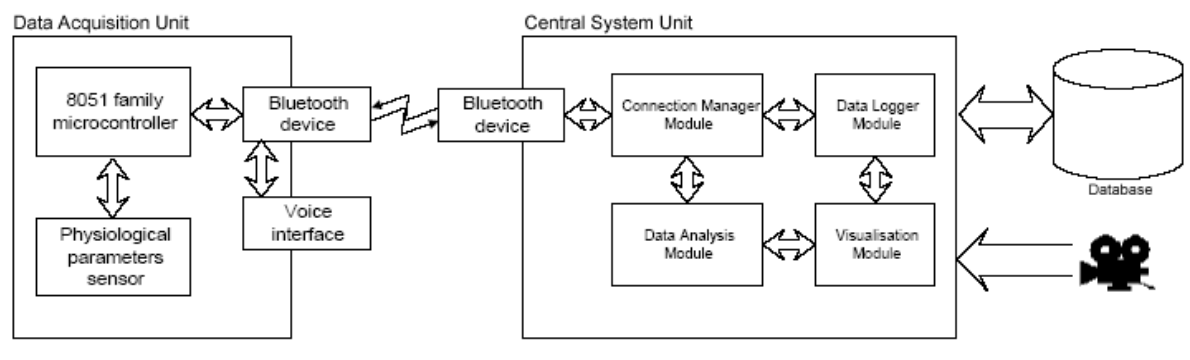 Data Acquisition Unit
Central System Unit
8051 family
microcontroller
Bluetooth
device
Bluetooth
device
Connection Manager
Module
Data Logger
Module
Database
Physiological
parameters
sensor
Voice
interface
Data Analysis
Module
Visualisation
Module